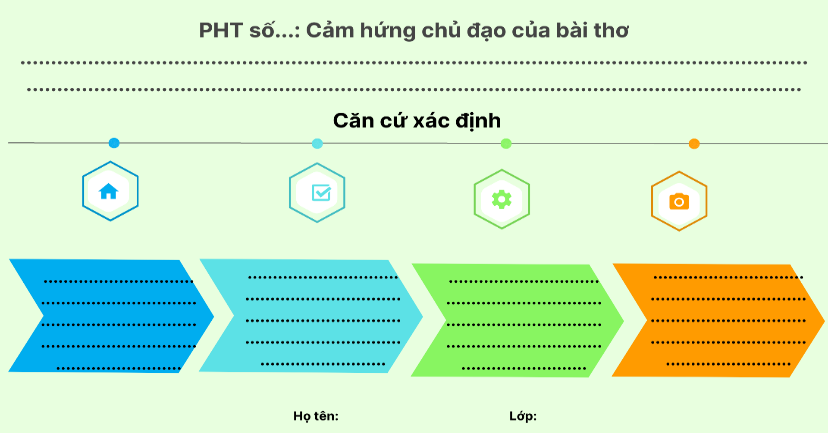 PHT số...: Cảm hứng chủ đạo của bài thơ
Căn cứ xác định
Họ tên: Lớp: